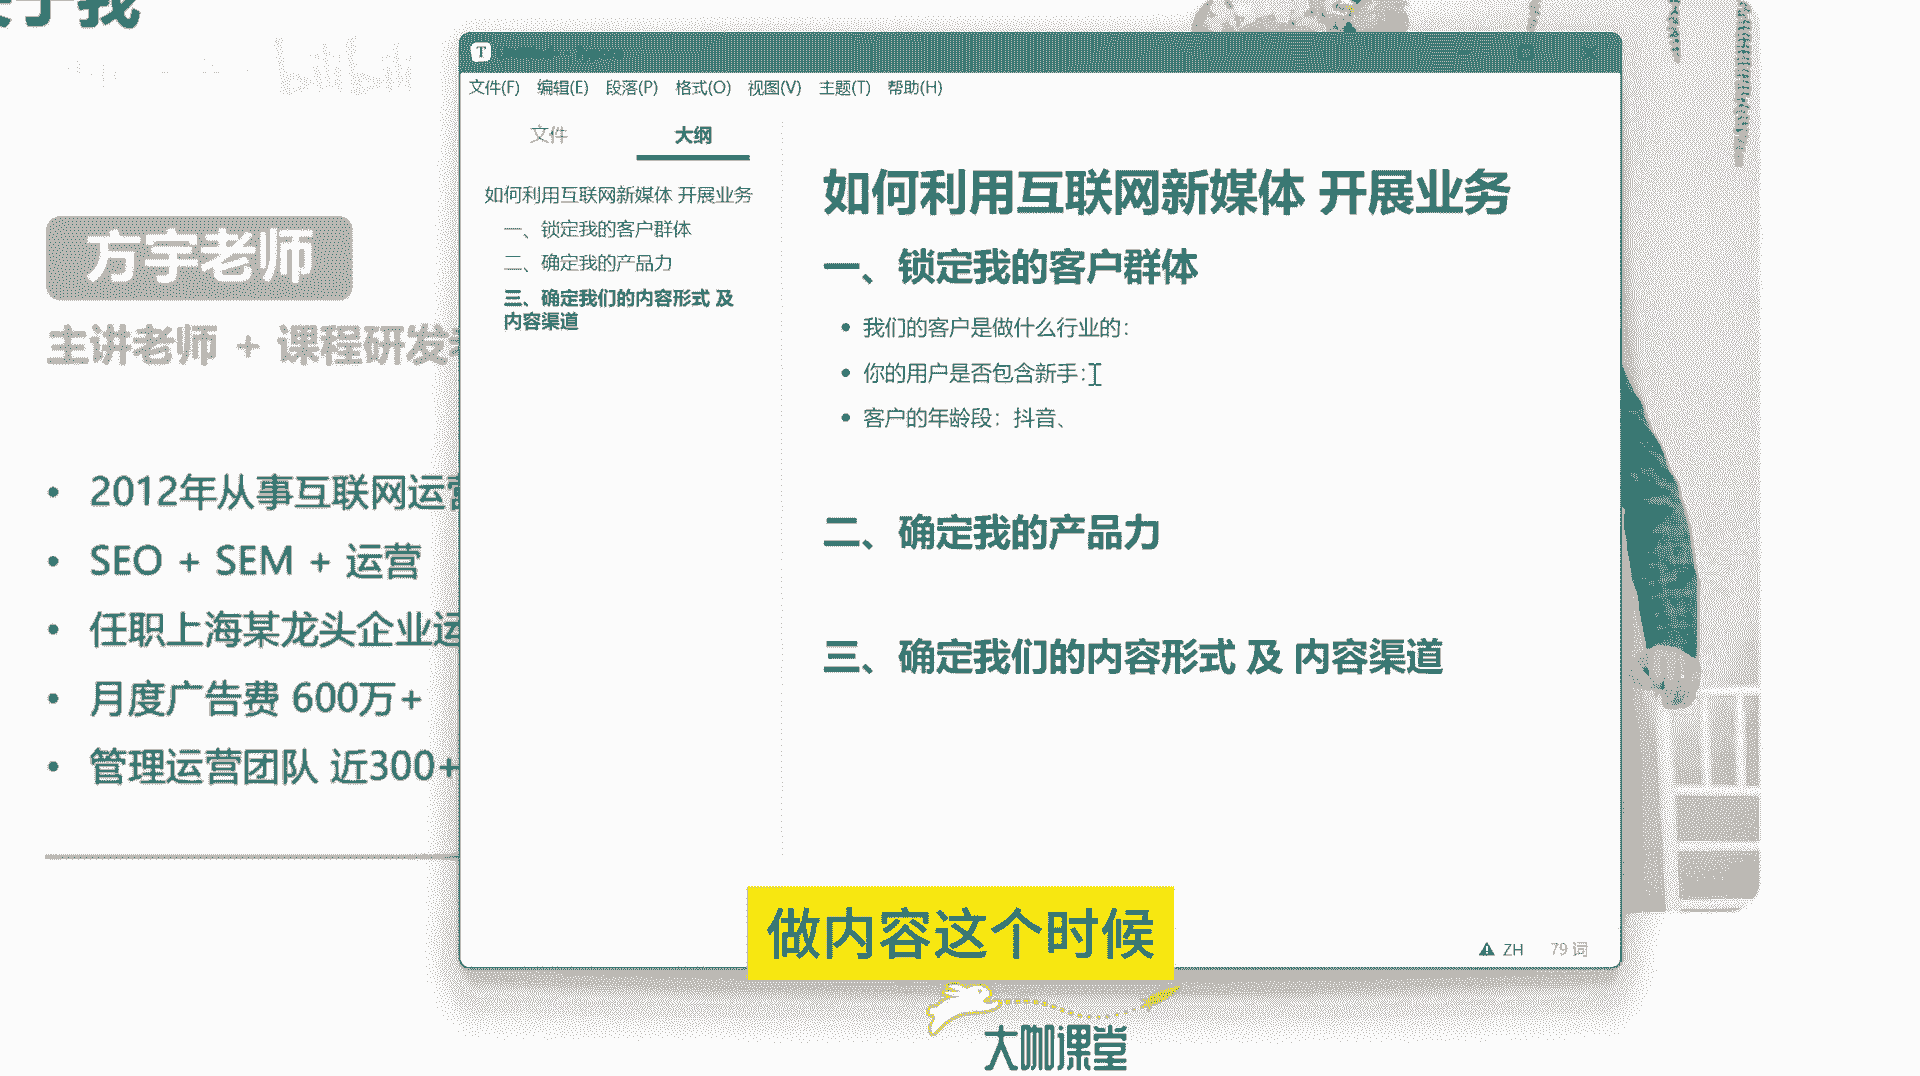 bilibili
方宇老师
主讲老师 + 课程研发
2012年从事互联网运营
SEO + SEM + 运营
任职上海某龙头企业运
月度广告费 600万+
管理运营团队 近300+
T
文件(F) 编辑(E) 段落(P) 格式(O) 视图(V) 主题(T) 帮助(H)
文件 大纲
如何利用互联网新媒体 开展业务
一、锁定我的客户群体
二、确定我的产品力
三、确定我们的内容形式 及
内容渠道
如何利用互联网新媒体 开展业务
一、锁定我的客户群体
我们的客户是做什么行业的：
你的用户是否包含新手：
客户的年龄段：抖音、
二、确定我的产品力
三、确定我们的内容形式 及 内容渠道
ZH 79 词
做内容这个时候
大咖课堂